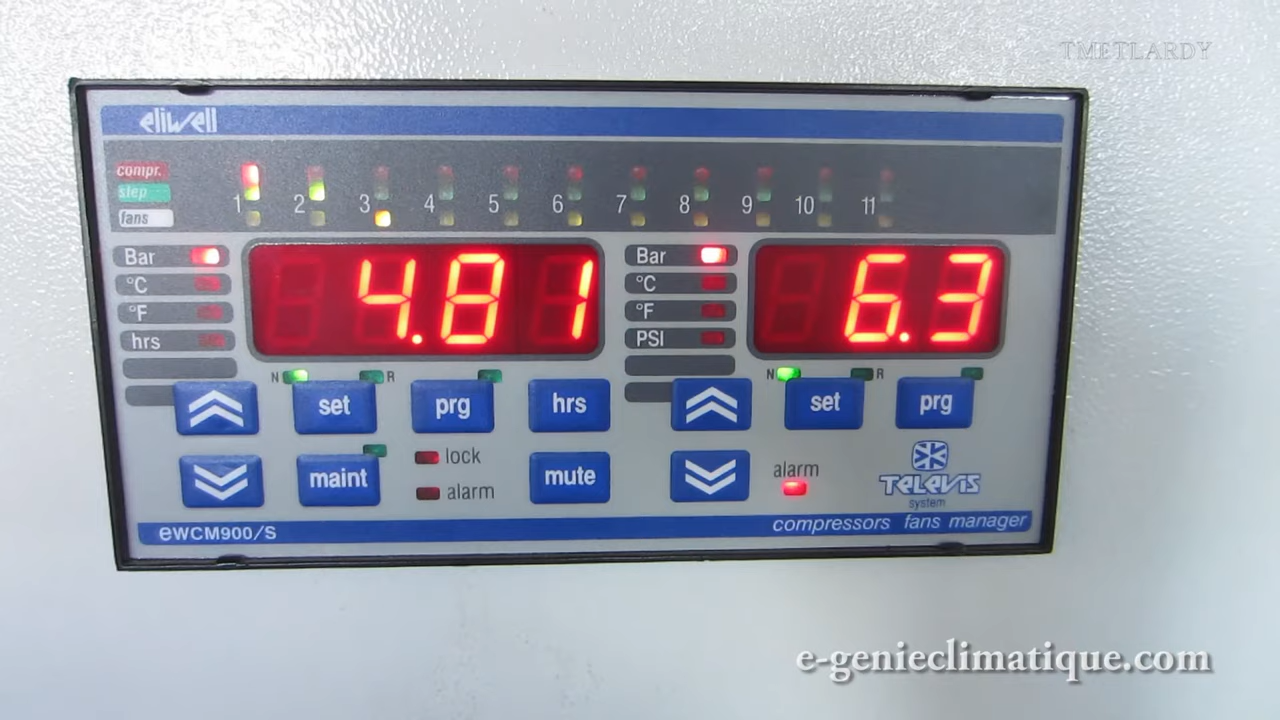 TMETLARDY
eliwell
compr.
step
fans
1 2 3 4 5 6 7 8 9 10 11
Bar
°C
°F
hrs
4.81
Bar
°C
°F
PSI
6.3
N R
N R
set prg hrs
set prg
maint
lock
alarm
mute
alarm
TELEVIS
system
eWCM900/S
compressors fans manager
e-genieclimatique.com